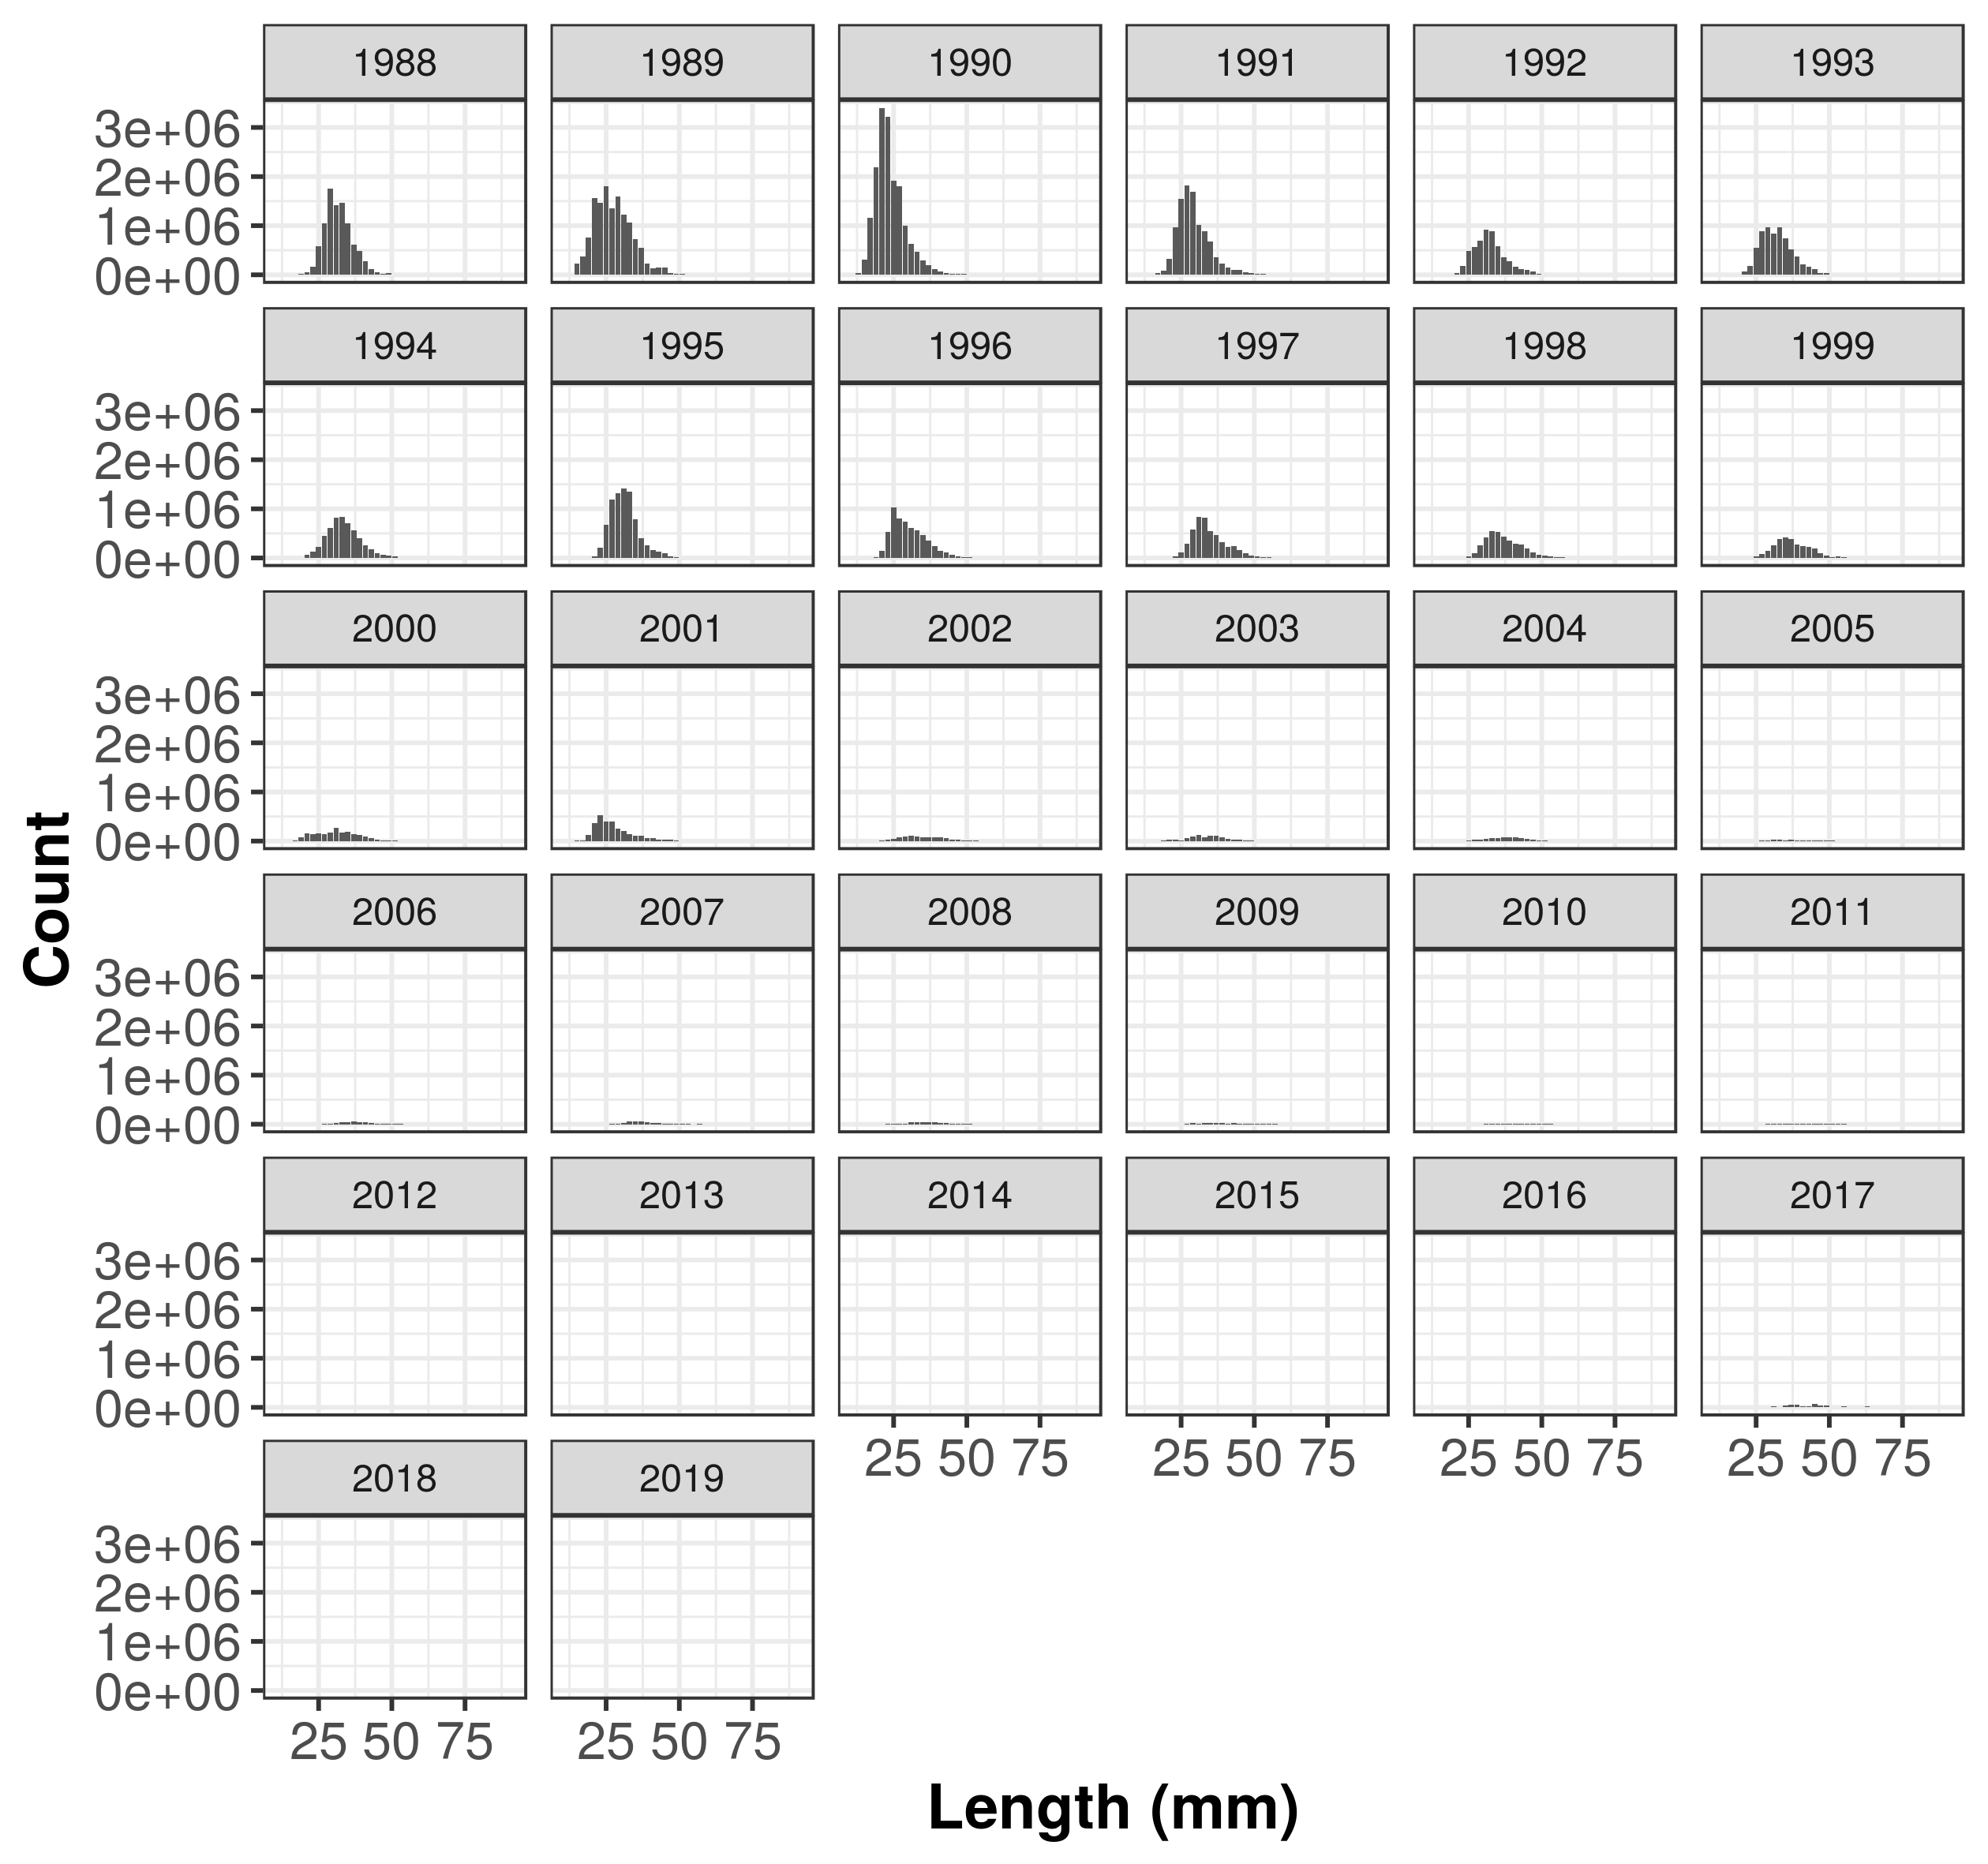 1988 1989 1990 1991 1992 1993
3e+06
2e+06
1e+06
0e+00
1994 1995 1996 1997 1998 1999
3e+06
2e+06
1e+06
0e+00
2000 2001 2002 2003 2004 2005
3e+06
2e+06
1e+06
0e+00
Count
2006 2007 2008 2009 2010 2011
3e+06
2e+06
1e+06
0e+00
2012 2013 2014 2015 2016 2017
3e+06
2e+06
1e+06
0e+00
25 50 75 25 50 75 25 50 75 25 50 75
2018 2019
3e+06
2e+06
1e+06
0e+00
25 50 75 25 50 75
Length (mm)